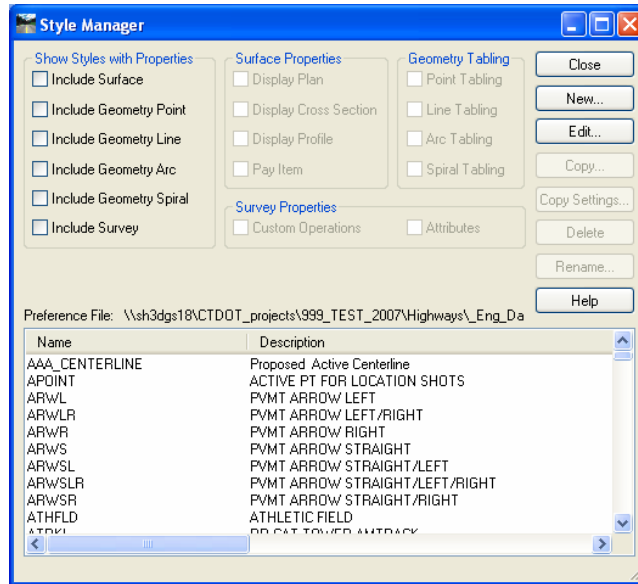 Style Manager
Show Styles with Properties
Include Surface
Include Geometry Point
Include Geometry Line
Include Geometry Arc
Include Geometry Spiral
Include Survey
Surface Properties
Display Plan
Display Cross Section
Display Profile
Pay Item
Geometry Tabling
Point Tabling
Line Tabling
Arc Tabling
Spiral Tabling
Survey Properties
Custom Operations
Attributes
Close
New...
Edit...
Copy...
Copy Settings...
Delete
Rename...
Help
Preference File: \\sh3dgs18\CTDOT_projects\999_TEST_2007\Highways\_Eng_Da
Name Description
AAA_CENTERLINE Proposed Active Centerline
APOINT ACTIVE PT FOR LOCATION SHOTS
ARWL PVMT ARROW LEFT
ARWLR PVMT ARROW LEFT/RIGHT
ARWR PVMT ARROW RIGHT
ARWS PVMT ARROW STRAIGHT
ARWSL PVMT ARROW STRAIGHT/LEFT
ARWSLR PVMT ARROW STRAIGHT/LEFT/RIGHT
ARWSR PVMT ARROW STRAIGHT/RIGHT
ATHFLD ATHLETIC FIELD
ATRKL RR CAT TOWER AMTRACK